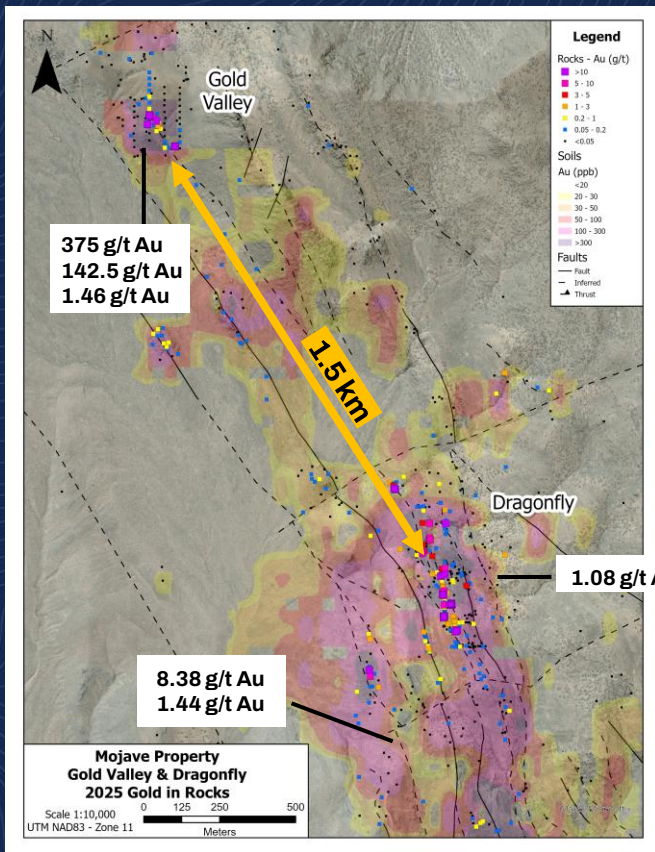 N
Gold
Valley
375 g/t Au
142.5 g/t Au
1.46 g/t Au
1.5 km
Dragonfly
1.08 g/t A
8.38 g/t Au
1.44 g/t Au
Legend
Rocks - Au (g/t)
>10
5 - 10
3 - 5
1 - 3
0.2 - 1
0.05 - 0.2
<0.05
Soils
Au (ppb)
<20
20 - 30
30 - 50
50 - 100
100 - 300
>300
Faults
Fault
Inferred
Thrust
Mojave Property
Gold Valley & Dragonfly
2025 Gold in Rocks
Scale 1:10,000
UTM NAD83 - Zone 11
0 125 250 500
Meters